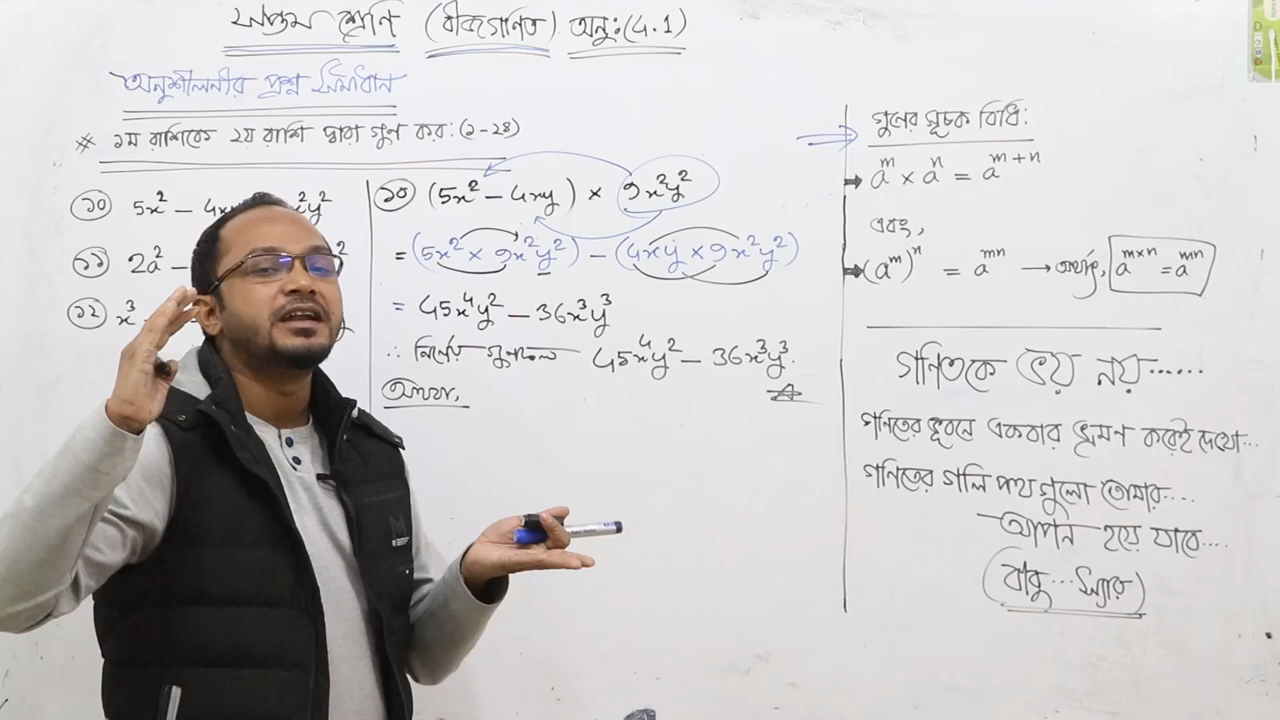 সপ্তম শ্রেণি (বীজগণিত) অনু:(4.1)
অনুশীলনীর প্রশ্ন সমাধান
* ১ম রাশিকে ২য় রাশি দ্বারা গুণ কর: (১-২৪)
১০ 5x² – 4x x²y²
১১ 2a² –
১২ x³
১০ (5x² – 4xy) × 9x²y²
= (5x² × 9x²y²) – (4xy × 9x²y²)
= 45x⁴y² – 36x³y³
∴ নির্ণেয় গুণফল 45x⁴y² – 36x³y³.
অথবা,
গুণের সূচক বিধি:
aᵐ × aⁿ = aᵐ⁺ⁿ
এবং,
(aᵐ)ⁿ = aᵐⁿ → অর্থাৎ, aᵐˣⁿ = aᵐⁿ
গণিতকে ভয় নয়......
গণিতের ভূবনে একবার ভ্রমণ করেই দেখো...
গণিতের গলি পথ গুলো তোমার....
আপন হয়ে যাবে....
(বাবু...স্যার)